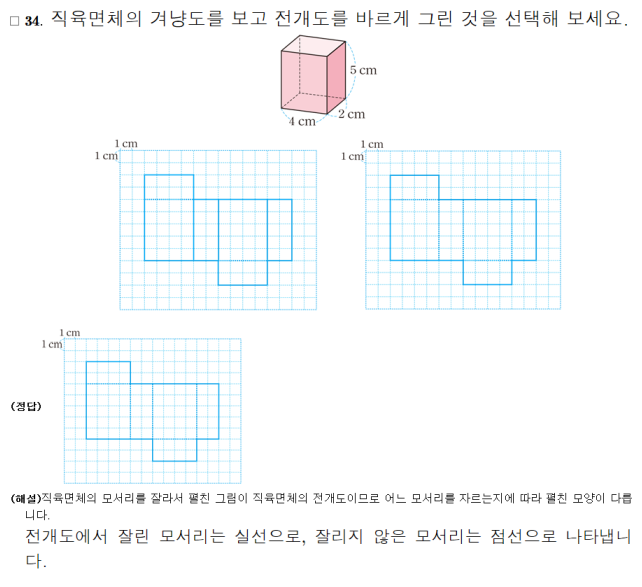 □ 34. 직육면체의 겨냥도를 보고 전개도를 바르게 그린 것을 선택해 보세요.
5 cm
2 cm
4 cm
1 cm
1 cm
1 cm
1 cm
1 cm
1 cm
(정답)
(해설)직육면체의 모서리를 잘라서 펼친 그림이 직육면체의 전개도이므로 어느 모서리를 자르는지에 따라 펼친 모양이 다릅
니다.
전개도에서 잘린 모서리는 실선으로, 잘리지 않은 모서리는 점선으로 나타냅니
다.